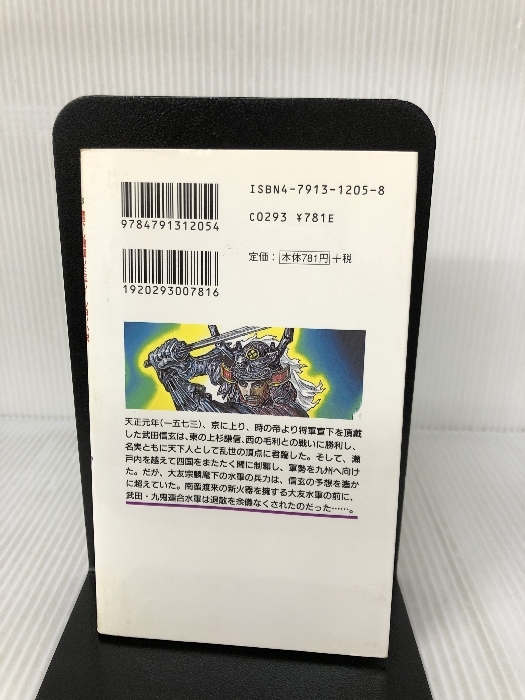 ISBN4-7913-1205-8
C0293 ¥781E
9784791312054
定価：本体781円＋税
1920293007816
天正元年（一五七三）、京に上り、時の帝より将軍宣下を頂戴
した武田信玄は、東の上杉謙信、西の毛利との戦いに勝利し、
名実ともに天下人として乱世の頂点に君臨した。そして、瀬
戸内を越えて四国をまたたく間に制覇し、軍勢を九州へ向け
た。だが、大友宗麟麾下の水軍の兵力は、信玄の予想を遙か
に超えていた。南蛮渡来の新火器を擁する大友水軍の前に、
武田・九鬼連合水軍は退散を余儀なくされたのだった……。